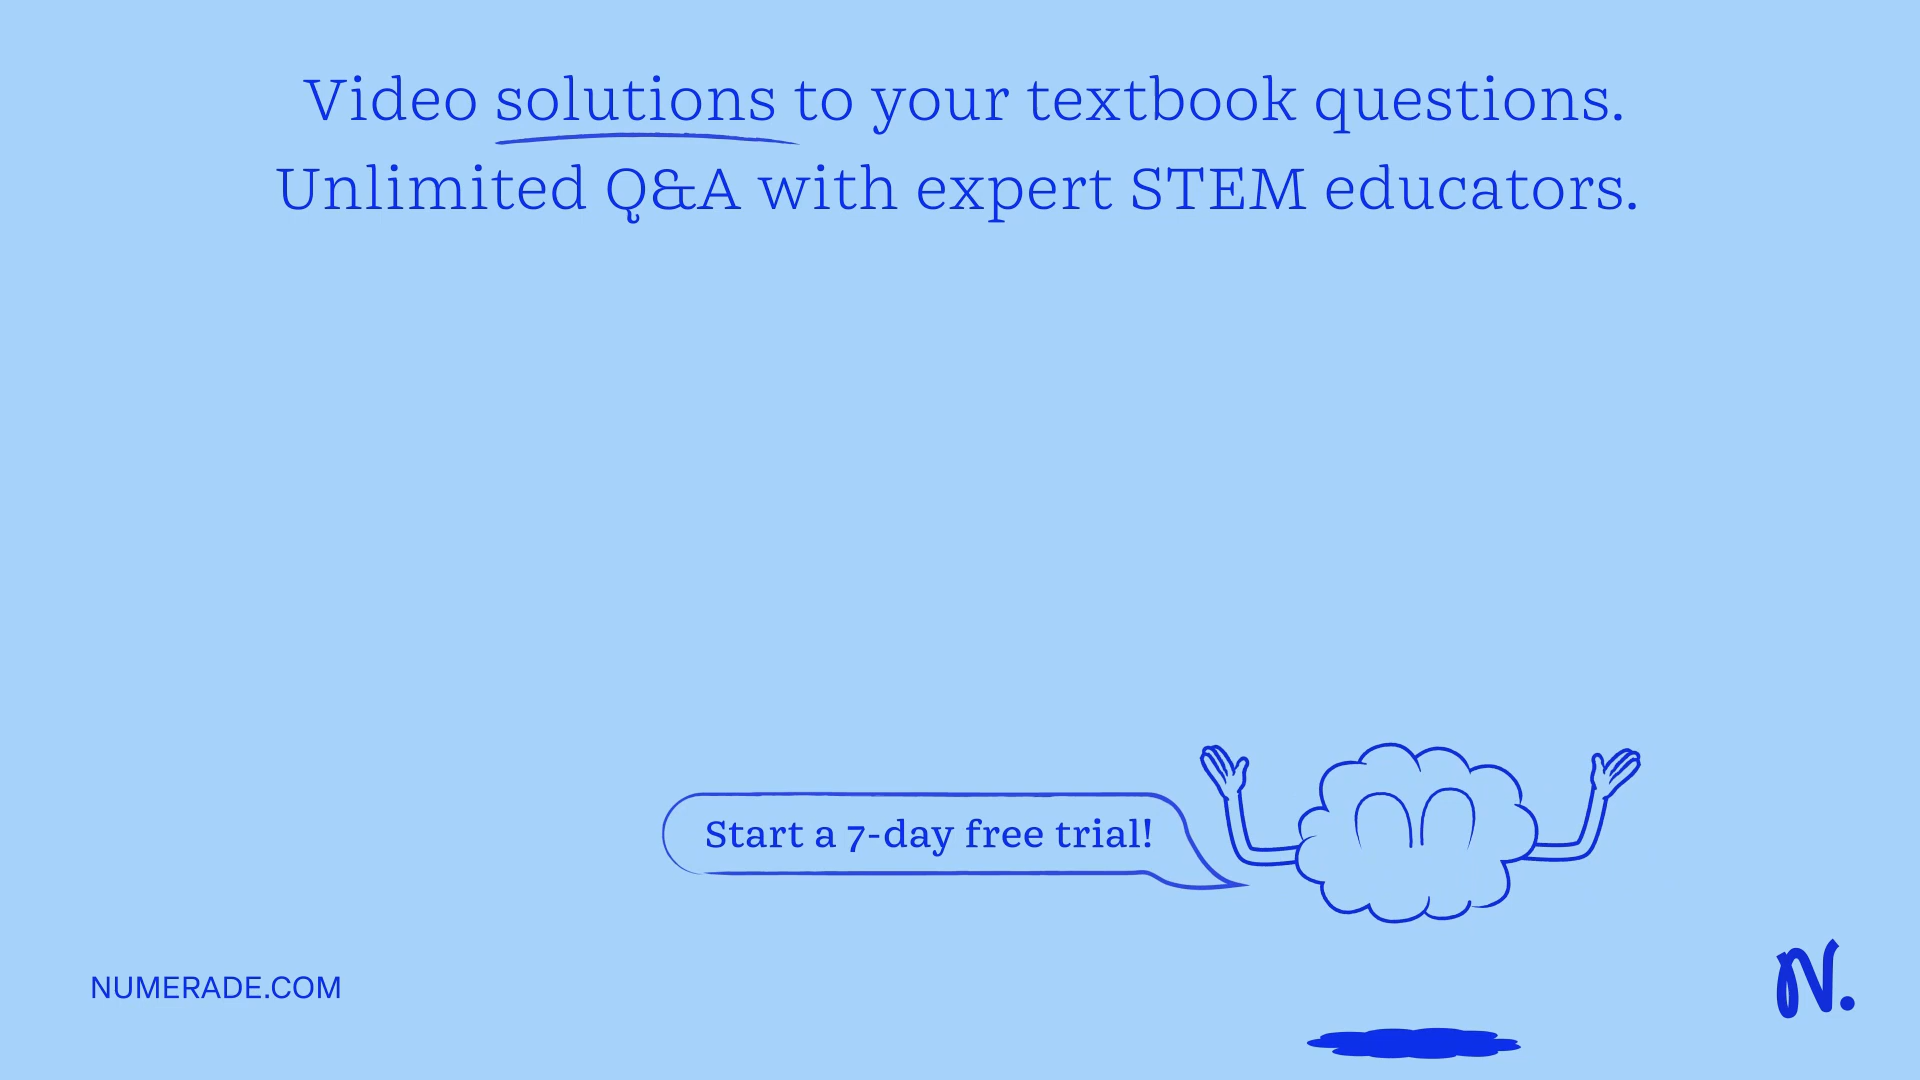 Video solutions to your textbook questions.
Unlimited Q&A with expert STEM educators.
Start a 7-day free trial!
NUMERADE.COM
N.